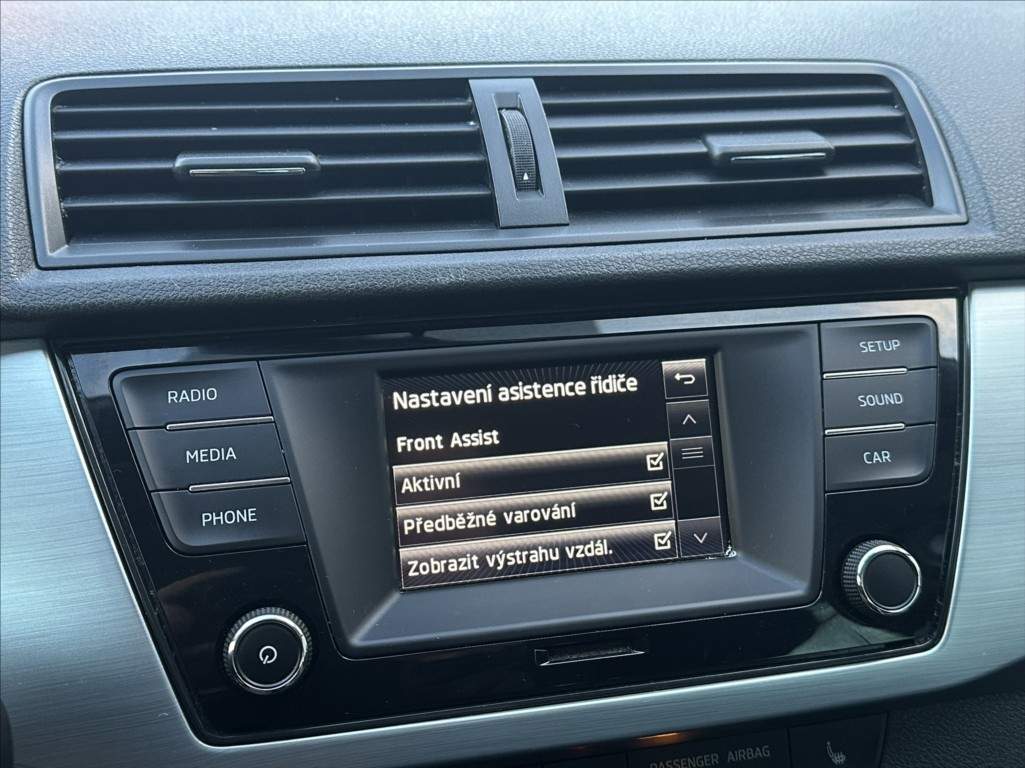 RADIO
MEDIA
PHONE
Nastavení asistence řidiče
Front Assist
Aktivní
Předběžné varování
Zobrazit výstrahu vzdál.
SETUP
SOUND
CAR
PASSENGER AIRBAG